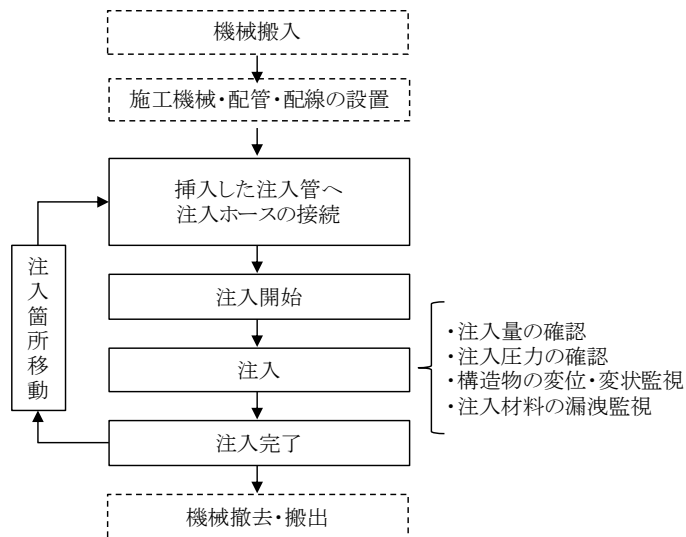 機械搬入
施工機械・配管・配線の設置
挿入した注入管へ
注入ホースの接続
注入開始
注入
注入完了
機械撤去・搬出
注入箇所移動
・注入量の確認
・注入圧力の確認
・構造物の変位・変状監視
・注入材料の漏洩監視